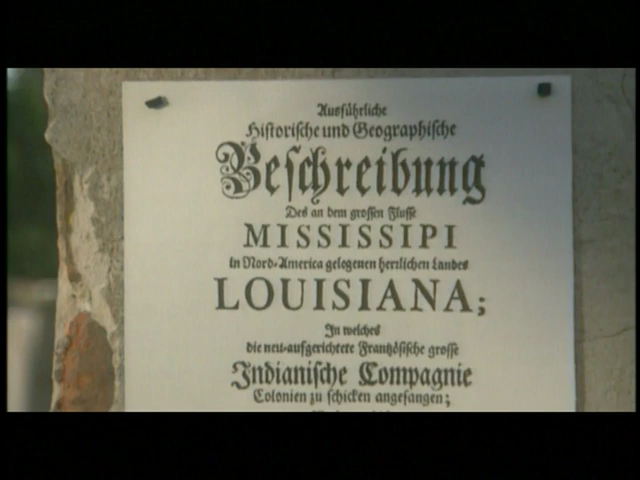 Ausführliche
Historische und Geographische
Beschreibung
Des an dem grossen Flusse
MISSISSIPI
in Nord-America gelegenen herrlichen Landes
LOUISIANA;
In welches
die neu-aufgerichtete Frantzösische grosse
Indianische Compagnie
Colonien zu schicken angefangen;